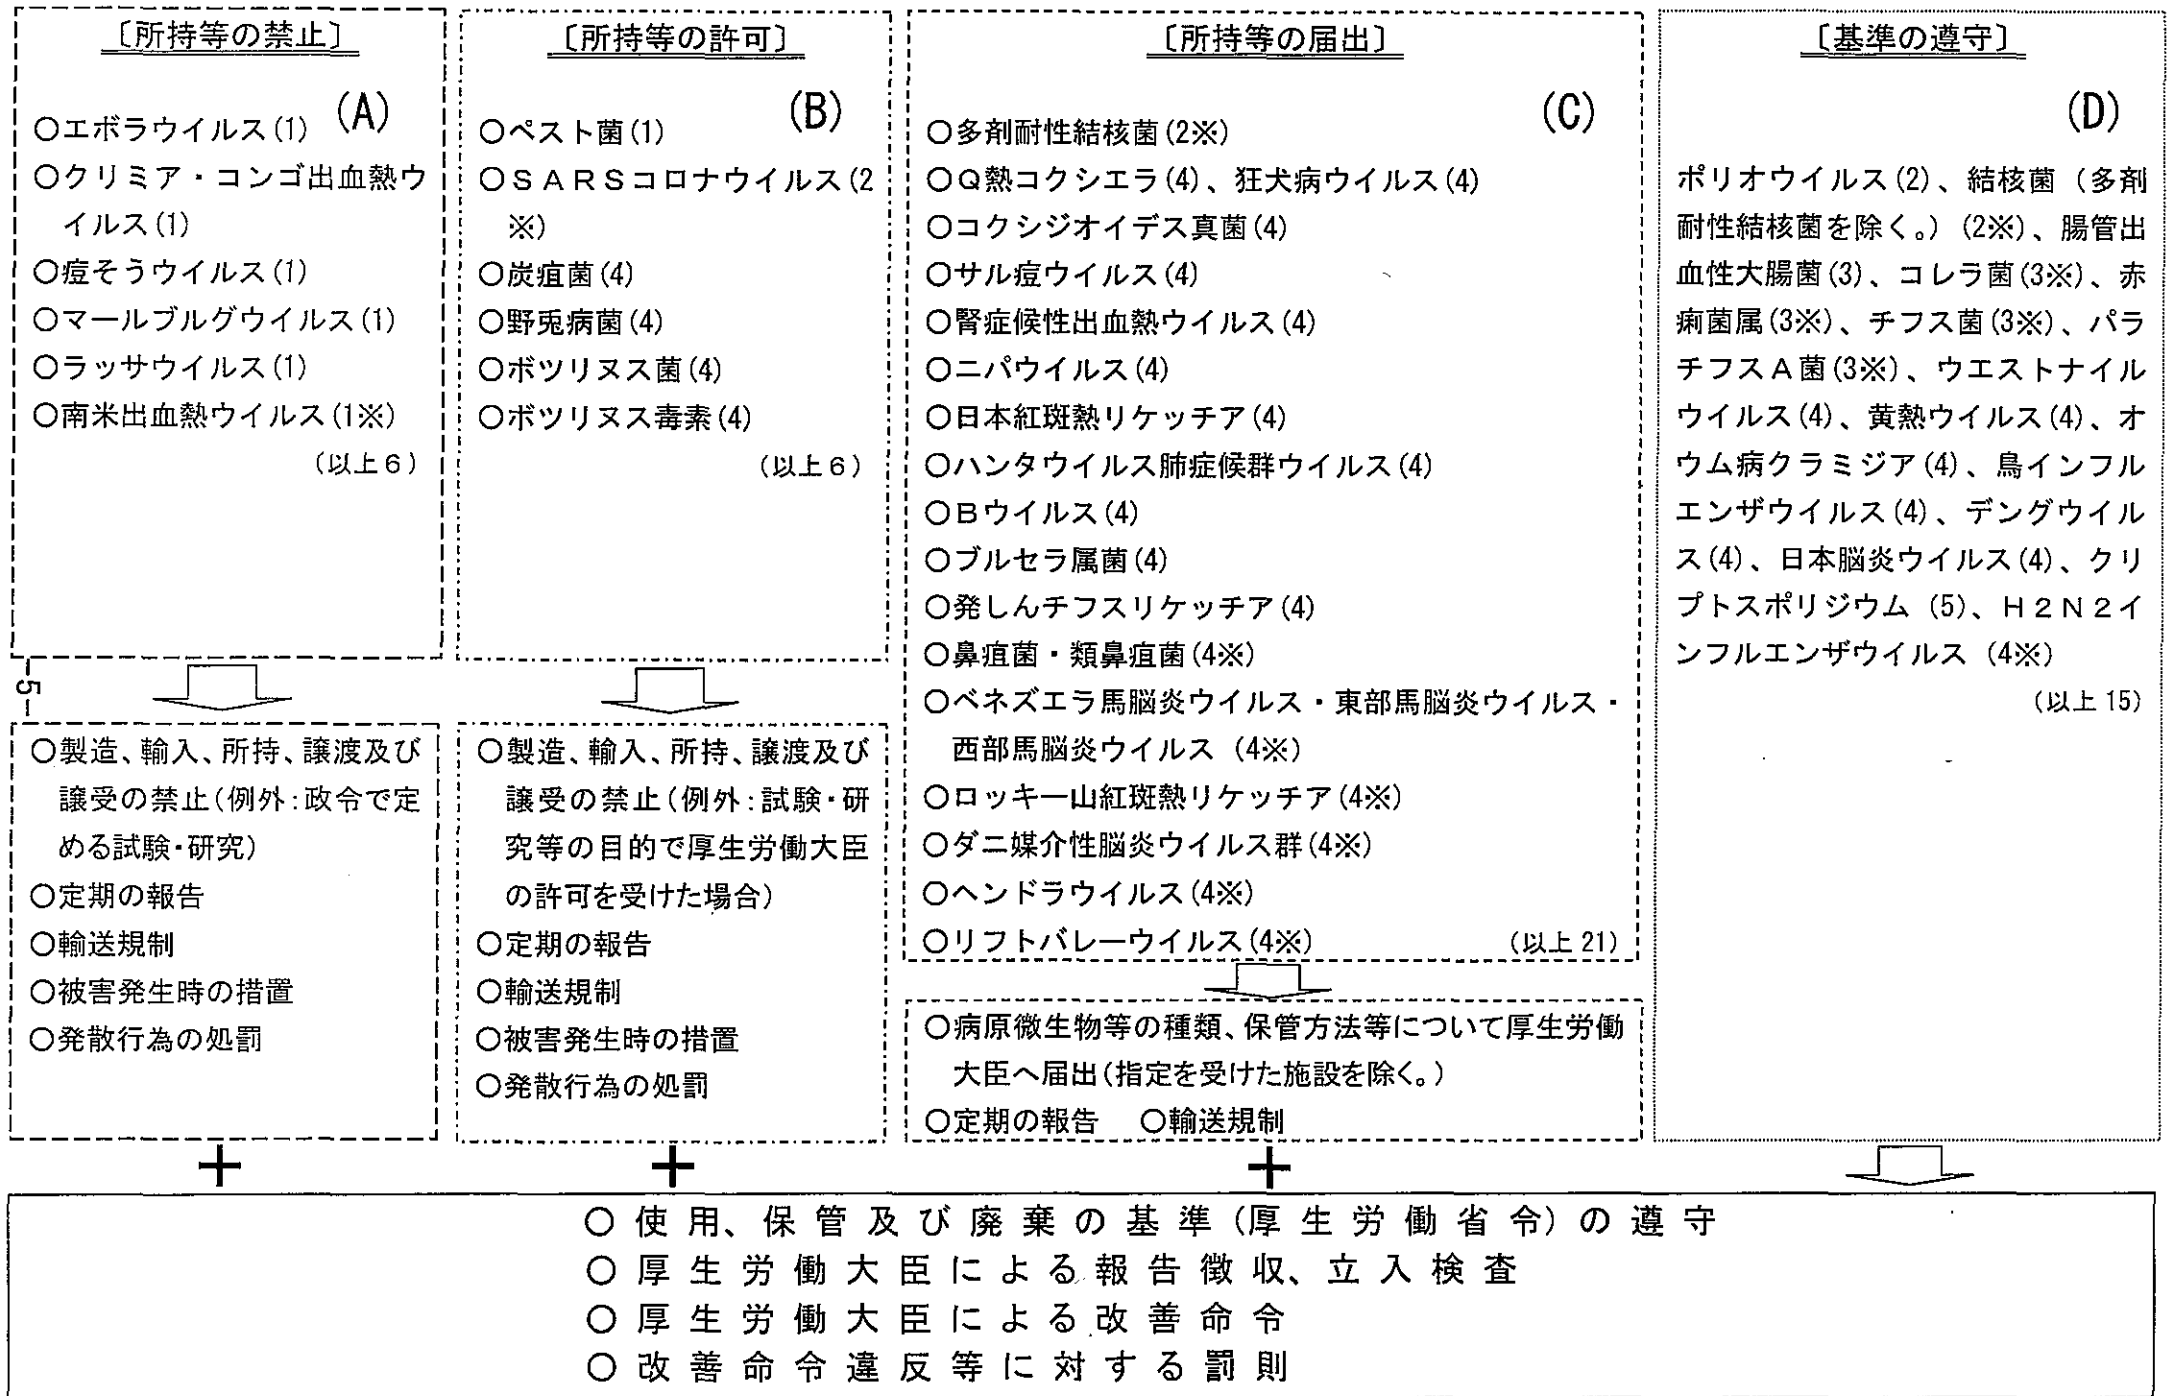 〔所持等の禁止〕
(A)
○エボラウイルス(1)
○クリミア・コンゴ出血熱ウ
イルス(1)
○痘そうウイルス(1)
○マールブルグウイルス(1)
○ラッサウイルス(1)
○南米出血熱ウイルス(1※)
(以上6)
-5-
○製造、輸入、所持、譲渡及び
譲受の禁止(例外:政令で定
める試験・研究)
○定期の報告
○輸送規制
○被害発生時の措置
○発散行為の処罰
+
〔所持等の許可〕
(B)
○ペスト菌(1)
○SARSコロナウイルス(2
※)
○炭疽菌(4)
○野兎病菌(4)
○ボツリヌス菌(4)
○ボツリヌス毒素(4)
(以上6)
○製造、輸入、所持、譲渡及び
譲受の禁止(例外:試験・研
究等の目的で厚生労働大臣
の許可を受けた場合)
○定期の報告
○輸送規制
○被害発生時の措置
○発散行為の処罰
+
〔所持等の届出〕
(C)
○多剤耐性結核菌(2※)
○Q熱コクシエラ(4)、狂犬病ウイルス(4)
○コクシジオイデス真菌(4)
○サル痘ウイルス(4)
○腎症候性出血熱ウイルス(4)
○ニパウイルス(4)
○日本紅斑熱リケッチア(4)
○ハンタウイルス肺症候群ウイルス(4)
○Bウイルス(4)
○ブルセラ属菌(4)
○発しんチフスリケッチア(4)
○鼻疽菌・類鼻疽菌(4※)
○ベネズエラ馬脳炎ウイルス・東部馬脳炎ウイルス・
西部馬脳炎ウイルス (4※)
○ロッキー山紅斑熱リケッチア(4※)
○ダニ媒介性脳炎ウイルス群(4※)
○ヘンドラウイルス(4※)
○リフトバレーウイルス(4※) (以上21)
○病原微生物等の種類、保管方法等について厚生労働
大臣へ届出(指定を受けた施設を除く。)
○定期の報告 ○輸送規制
+
〔基準の遵守〕
(D)
ポリオウイルス(2)、結核菌(多剤
耐性結核菌を除く。)(2※)、腸管出
血性大腸菌(3)、コレラ菌(3※)、赤
痢菌属(3※)、チフス菌(3※)、パラ
チフスA菌(3※)、ウエストナイル
ウイルス(4)、黄熱ウイルス(4)、オ
ウム病クラミジア(4)、鳥インフル
エンザウイルス(4)、デングウイル
ス(4)、日本脳炎ウイルス(4)、クリ
プトスポリジウム (5)、H2N2イ
ンフルエンザウイルス (4※)
(以上15)
○ 使用、保管及び廃棄の基準(厚生労働省令)の遵守
○ 厚生労働大臣による報告徴収、立入検査
○ 厚生労働大臣による改善命令
○ 改善命令違反等に対する罰則